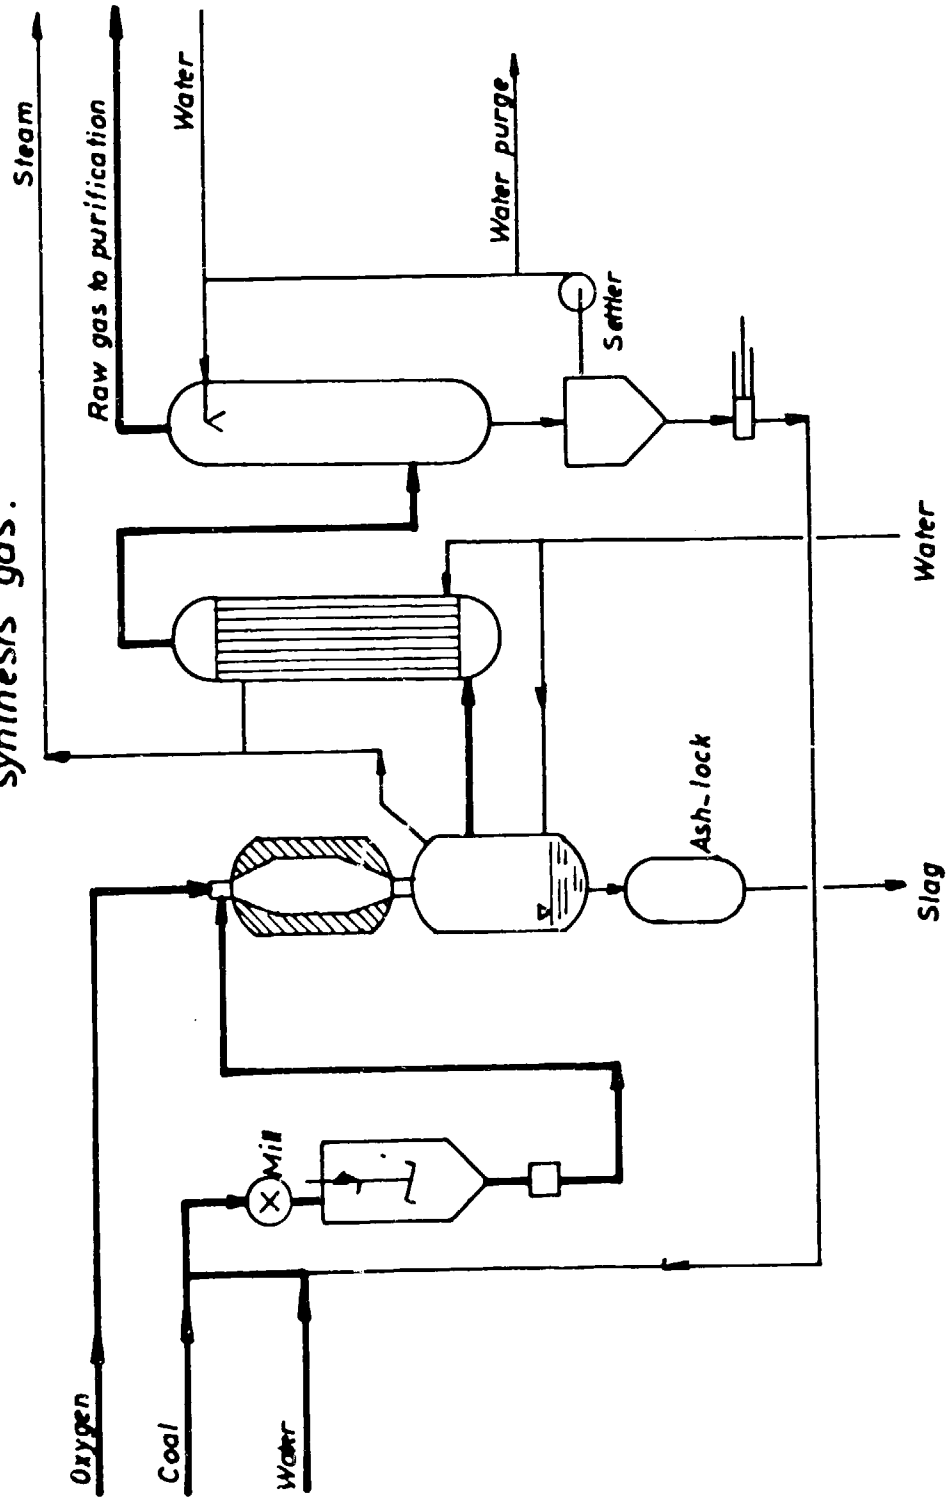 synthesis gas.
Steam
Raw gas to purification
Water
Water purge
Settler
Oxygen
Coal
Water
Mill
Ash-lock
Slag
Water